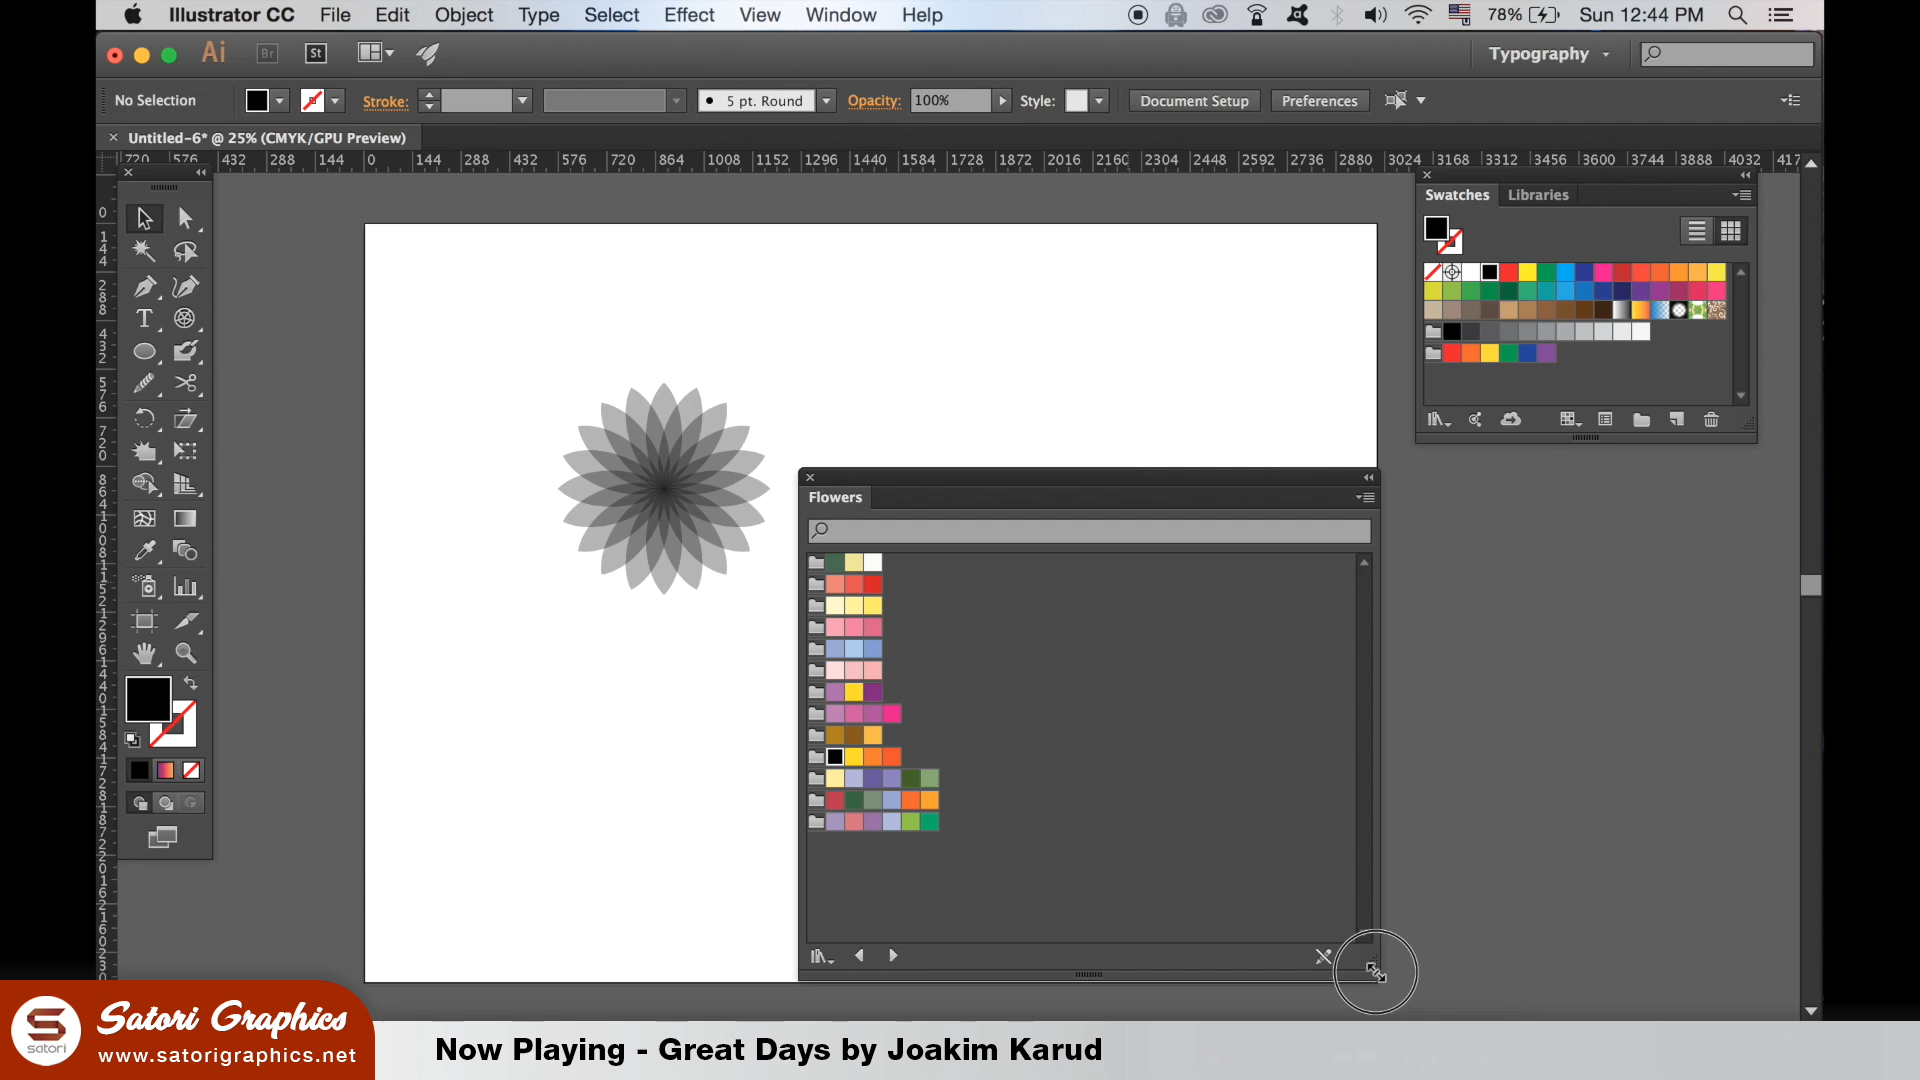 Illustrator CC File Edit Object Type Select Effect View Window Help 78% Sun 12:44 PM
Ai Br St Typography
No Selection Stroke: 5 pt. Round Opacity: 100% Style: Document Setup Preferences
Untitled-6* @ 25% (CMYK/GPU Preview)
720 576 432 288 144 0 144 288 432 576 720 864 1008 1152 1296 1440 1584 1728 1872 2016 2160 2304 2448 2592 2736 2880 3024 3168 3312 3456 3600 3744 3888 4032 417
Swatches Libraries
Flowers
Satori Graphics
satori
www.satorigraphics.net
Now Playing - Great Days by Joakim Karud